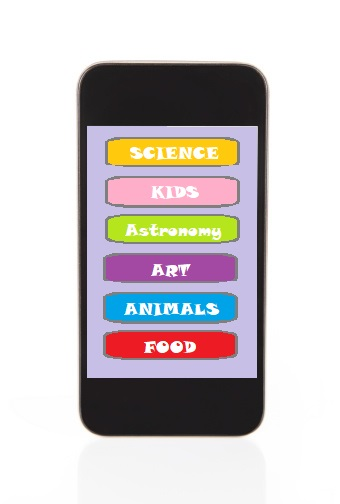 SCIENCE
KIDS
Astronomy
ART
ANIMALS
FOOD